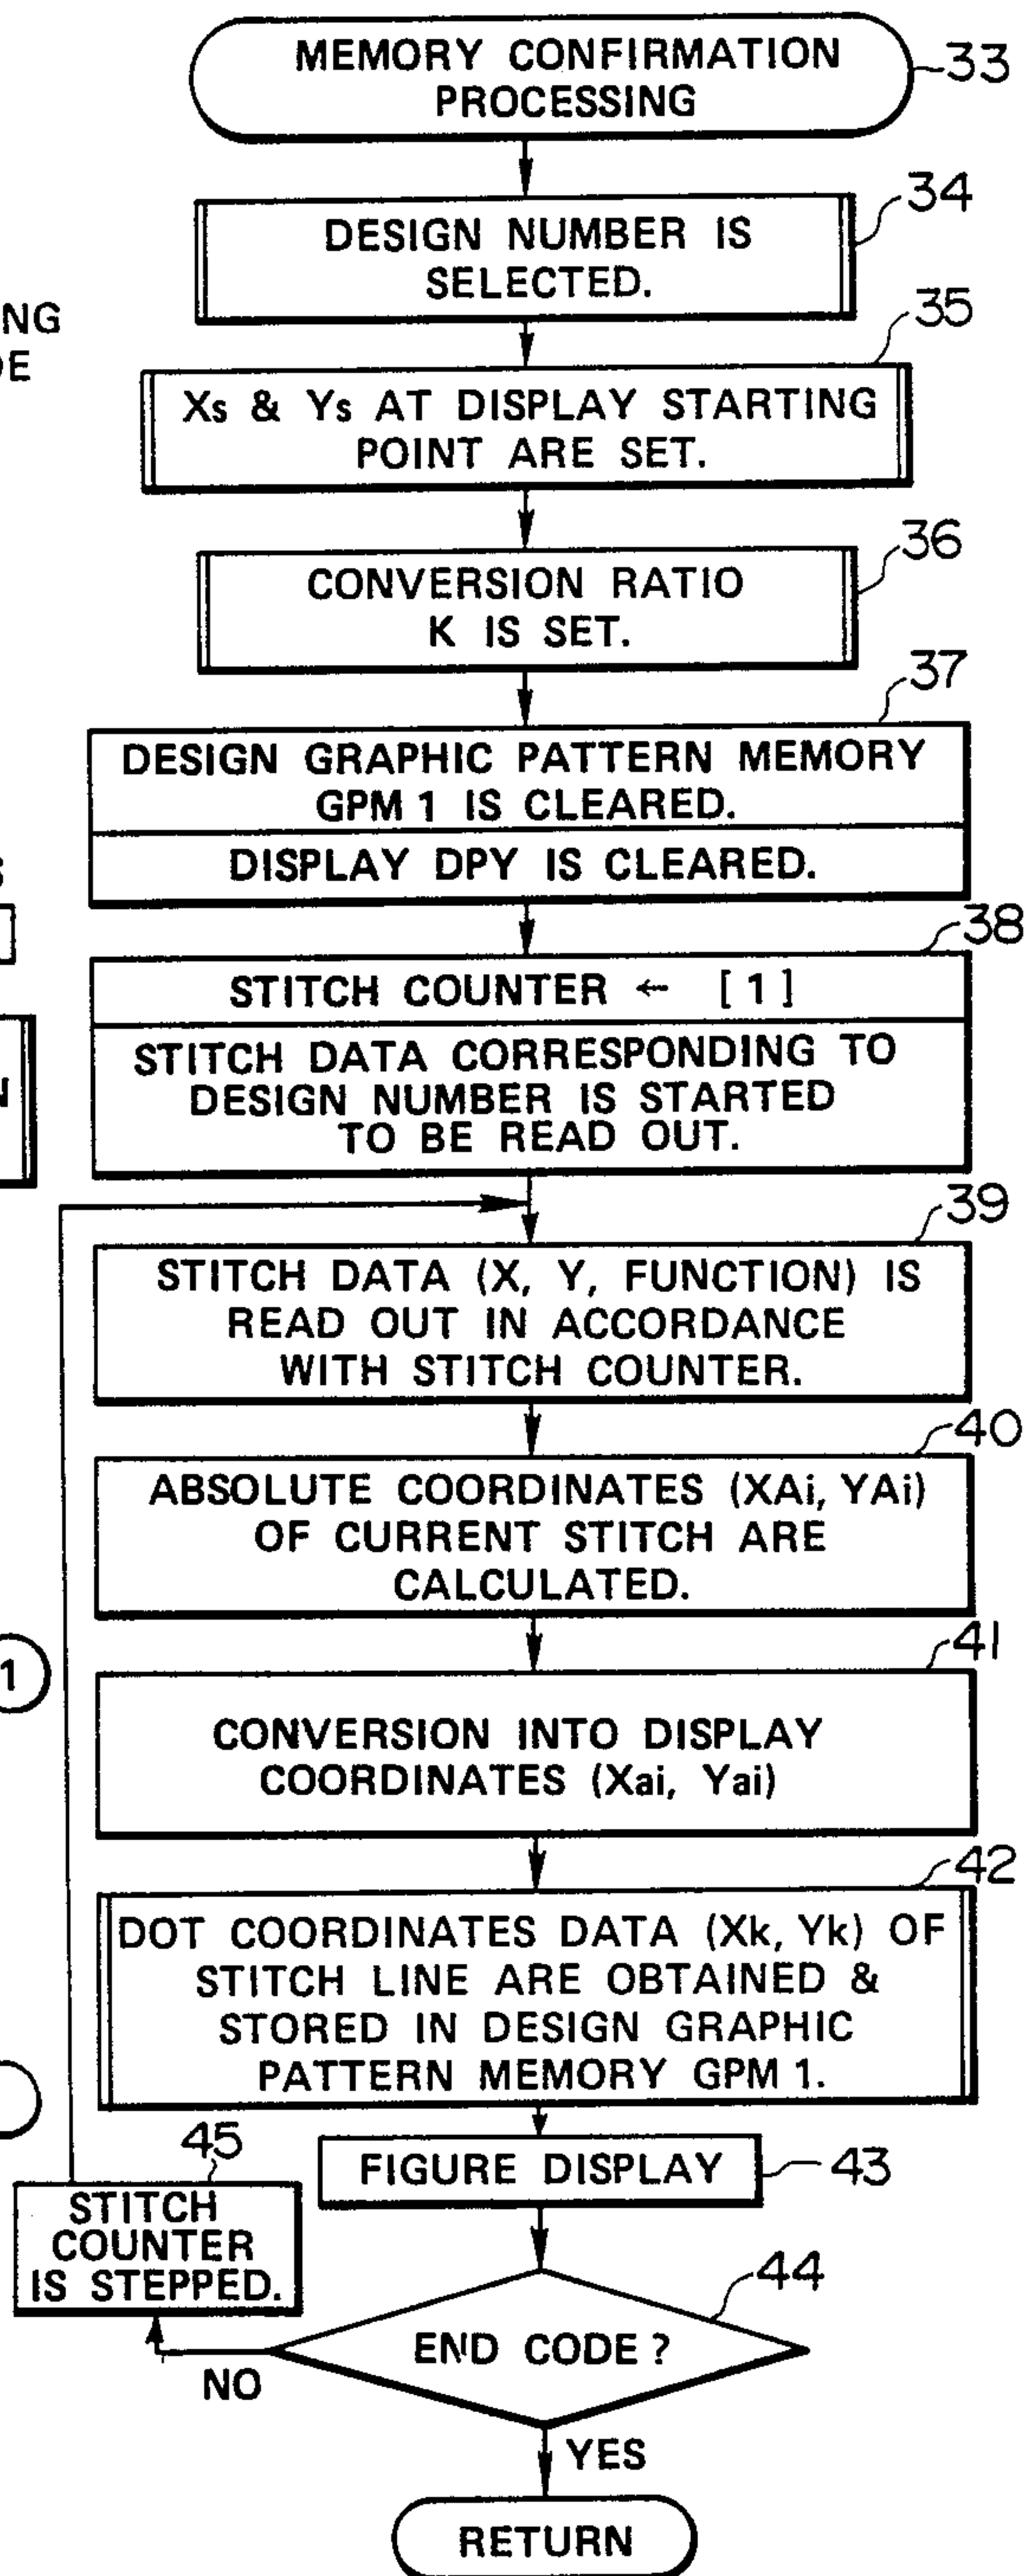 MEMORY CONFIRMATION
PROCESSING
33
DESIGN NUMBER IS
SELECTED.
34
NG
DE
Xs & Ys AT DISPLAY STARTING
POINT ARE SET.
35
CONVERSION RATIO
K IS SET.
36
DESIGN GRAPHIC PATTERN MEMORY
GPM 1 IS CLEARED.
DISPLAY DPY IS CLEARED.
37
S
STITCH COUNTER ← [ 1 ]
STITCH DATA CORRESPONDING TO
DESIGN NUMBER IS STARTED
TO BE READ OUT.
38
N
STITCH DATA (X, Y, FUNCTION) IS
READ OUT IN ACCORDANCE
WITH STITCH COUNTER.
39
ABSOLUTE COORDINATES (XAi, YAi)
OF CURRENT STITCH ARE
CALCULATED.
40
1
CONVERSION INTO DISPLAY
COORDINATES (Xai, Yai)
41
DOT COORDINATES DATA (Xk, Yk) OF
STITCH LINE ARE OBTAINED &
STORED IN DESIGN GRAPHIC
PATTERN MEMORY GPM 1.
42
FIGURE DISPLAY
43
45
STITCH
COUNTER
IS STEPPED.
END CODE ?
44
NO
YES
RETURN